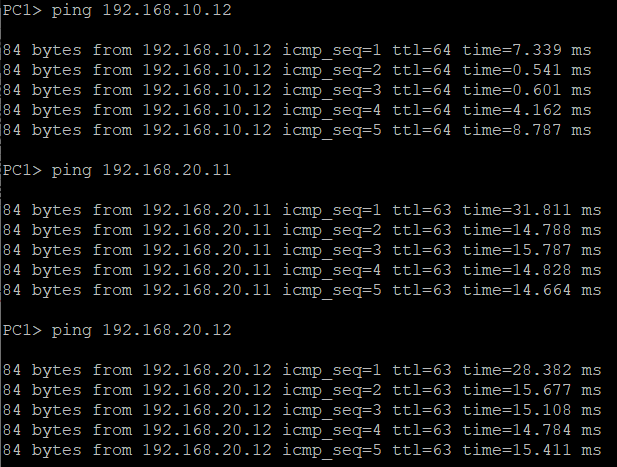 PC1> ping 192.168.10.12
84 bytes from 192.168.10.12 icmp_seq=1 ttl=64 time=7.339 ms
84 bytes from 192.168.10.12 icmp_seq=2 ttl=64 time=0.541 ms
84 bytes from 192.168.10.12 icmp_seq=3 ttl=64 time=0.601 ms
84 bytes from 192.168.10.12 icmp_seq=4 ttl=64 time=4.162 ms
84 bytes from 192.168.10.12 icmp_seq=5 ttl=64 time=8.787 ms
PC1> ping 192.168.20.11
84 bytes from 192.168.20.11 icmp_seq=1 ttl=63 time=31.811 ms
84 bytes from 192.168.20.11 icmp_seq=2 ttl=63 time=14.788 ms
84 bytes from 192.168.20.11 icmp_seq=3 ttl=63 time=15.787 ms
84 bytes from 192.168.20.11 icmp_seq=4 ttl=63 time=14.828 ms
84 bytes from 192.168.20.11 icmp_seq=5 ttl=63 time=14.664 ms
PC1> ping 192.168.20.12
84 bytes from 192.168.20.12 icmp_seq=1 ttl=63 time=28.382 ms
84 bytes from 192.168.20.12 icmp_seq=2 ttl=63 time=15.677 ms
84 bytes from 192.168.20.12 icmp_seq=3 ttl=63 time=15.108 ms
84 bytes from 192.168.20.12 icmp_seq=4 ttl=63 time=14.784 ms
84 bytes from 192.168.20.12 icmp_seq=5 ttl=63 time=15.411 ms